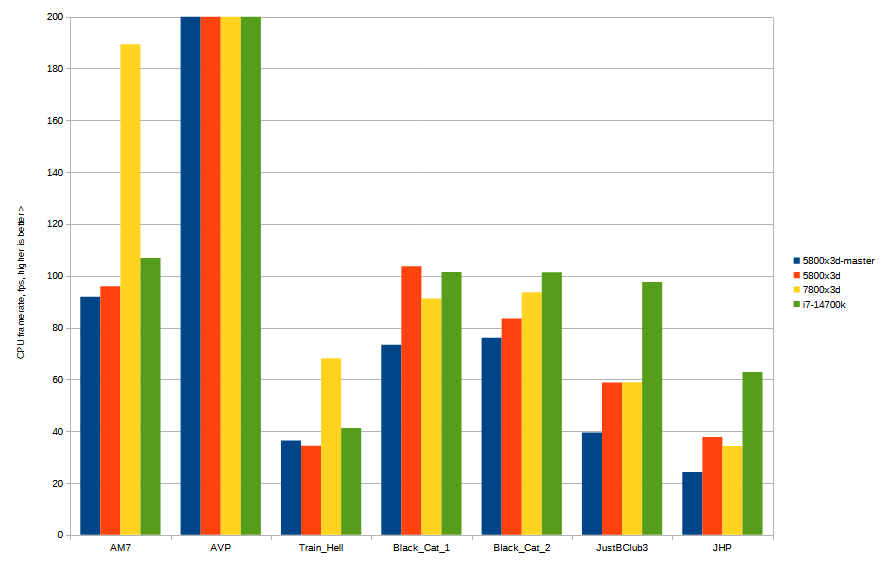 200
180
160
140
120
100
80
60
40
20
0
CPU framerate, fps, higher is better >
AM7 AVP Train_Hell Black_Cat_1 Black_Cat_2 JustBClub3 JHP
5800x3d-master
5800x3d
7800x3d
i7-14700k